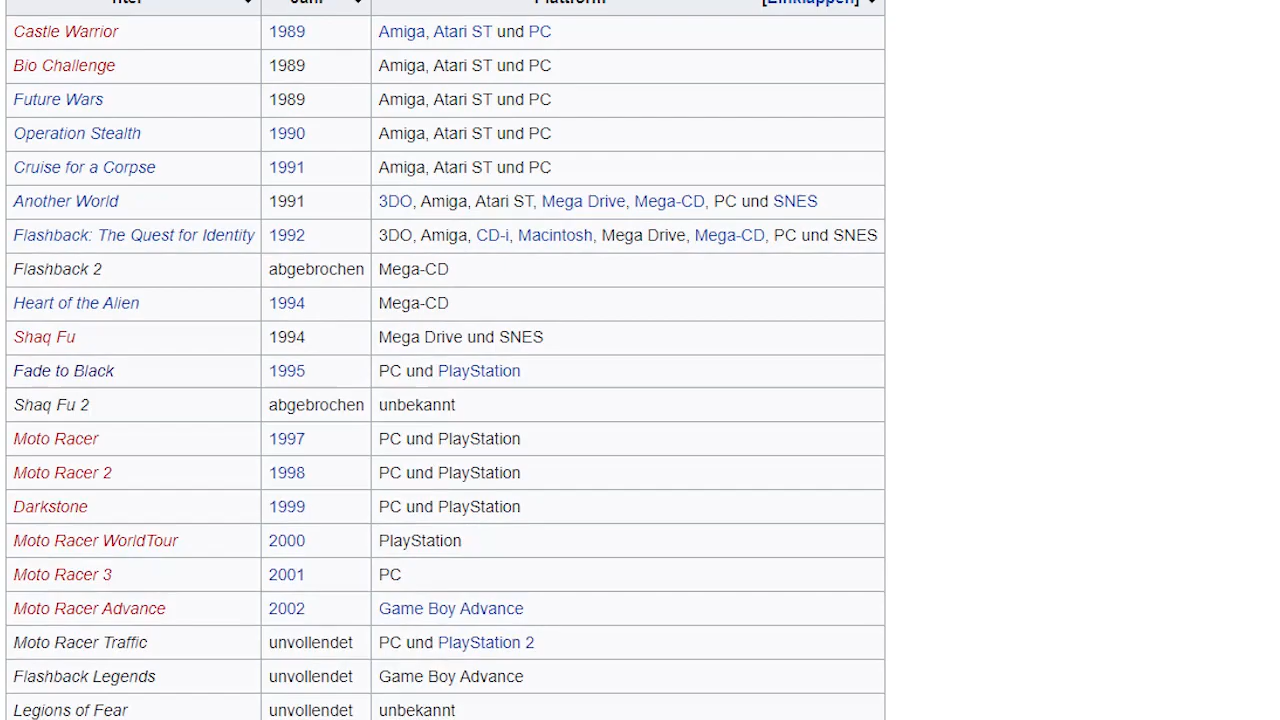 Titel Jahr Plattform [Einklappen]
Castle Warrior 1989 Amiga, Atari ST und PC
Bio Challenge 1989 Amiga, Atari ST und PC
Future Wars 1989 Amiga, Atari ST und PC
Operation Stealth 1990 Amiga, Atari ST und PC
Cruise for a Corpse 1991 Amiga, Atari ST und PC
Another World 1991 3DO, Amiga, Atari ST, Mega Drive, Mega-CD, PC und SNES
Flashback: The Quest for Identity 1992 3DO, Amiga, CD-i, Macintosh, Mega Drive, Mega-CD, PC und SNES
Flashback 2 abgebrochen Mega-CD
Heart of the Alien 1994 Mega-CD
Shaq Fu 1994 Mega Drive und SNES
Fade to Black 1995 PC und PlayStation
Shaq Fu 2 abgebrochen unbekannt
Moto Racer 1997 PC und PlayStation
Moto Racer 2 1998 PC und PlayStation
Darkstone 1999 PC und PlayStation
Moto Racer WorldTour 2000 PlayStation
Moto Racer 3 2001 PC
Moto Racer Advance 2002 Game Boy Advance
Moto Racer Traffic unvollendet PC und PlayStation 2
Flashback Legends unvollendet Game Boy Advance
Legions of Fear unvollendet unbekannt